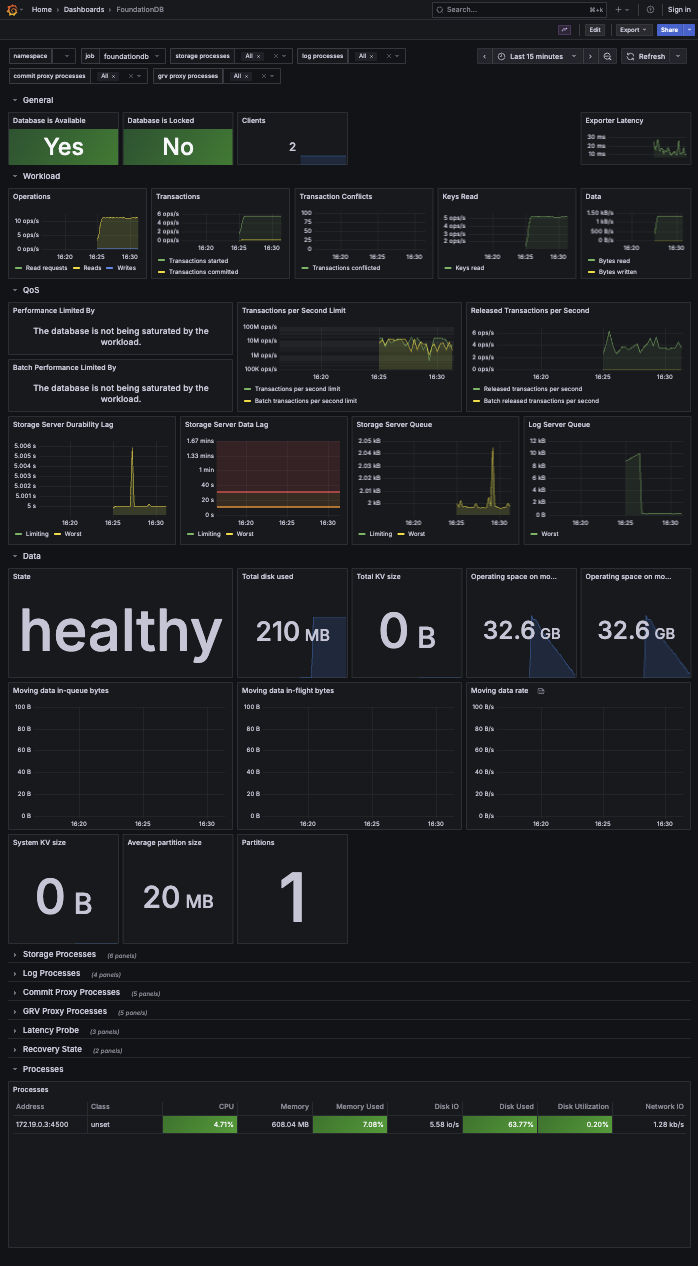 Home › Dashboards › FoundationDB
Search... ⌘+k
Sign in
Edit Export Share
namespace job foundationdb storage processes All × log processes All ×
Last 15 minutes Refresh
commit proxy processes All × grv proxy processes All ×
General
Database is Available
Yes
Database is Locked
No
Clients
2
Exporter Latency
30 ms
20 ms
10 ms
Workload
Operations
10 ops/s
5 ops/s
0 ops/s
16:20 16:25 16:30
Read requests Reads Writes
Transactions
6 ops/s
4 ops/s
2 ops/s
0 ops/s
16:20 16:25 16:30
Transactions started
Transactions committed
Transaction Conflicts
100
75
50
25
0
16:20 16:25 16:30
Transactions conflicted
Keys Read
5 ops/s
4 ops/s
3 ops/s
2 ops/s
16:20 16:25 16:30
Keys read
Data
1.50 kB/s
1 kB/s
500 B/s
0 B/s
16:20 16:25 16:30
Bytes read
Bytes written
QoS
Performance Limited By
The database is not being saturated by the
workload.
Batch Performance Limited By
The database is not being saturated by the
workload.
Transactions per Second Limit
100M ops/s
10M ops/s
1M ops/s
100K ops/s
16:20 16:25 16:30
Transactions per second limit
Batch transactions per second limit
Released Transactions per Second
6 ops/s
4 ops/s
2 ops/s
0 ops/s
16:20 16:25 16:30
Released transactions per second
Batch released transactions per second
Storage Server Durability Lag
5.006 s
5.005 s
5.003 s
5.002 s
5.001 s
5 s
16:20 16:25 16:30
Limiting Worst
Storage Server Data Lag
1.67 mins
1.33 mins
1 min
40 s
20 s
0 s
16:20 16:25 16:30
Limiting Worst
Storage Server Queue
2.05 kB
2.04 kB
2.03 kB
2.02 kB
2.01 kB
2 kB
16:20 16:25 16:30
Limiting Worst
Log Server Queue
12 kB
10 kB
8 kB
6 kB
4 kB
2 kB
0 B
16:20 16:25 16:30
Worst
Data
State
healthy
Total disk used
210 MB
Total KV size
0 B
Operating space on mo...
32.6 GB
Operating space on mo...
32.6 GB
Moving data in-queue bytes
100 B
80 B
60 B
40 B
20 B
0 B
16:20 16:25 16:30
Moving data in-flight bytes
100 B
80 B
60 B
40 B
20 B
0 B
16:20 16:25 16:30
Moving data rate
100 B/s
80 B/s
60 B/s
40 B/s
20 B/s
0 B/s
16:20 16:25 16:30
System KV size
0 B
Average partition size
20 MB
Partitions
1
Storage Processes (6 panels)
Log Processes (4 panels)
Commit Proxy Processes (5 panels)
GRV Proxy Processes (5 panels)
Latency Probe (3 panels)
Recovery State (2 panels)
Processes
Processes
Address Class CPU Memory Memory Used Disk IO Disk Used Disk Utilization Network IO
172.19.0.3:4500 unset 4.71% 608.04 MB 7.08% 5.58 io/s 63.77% 0.20% 1.28 kb/s